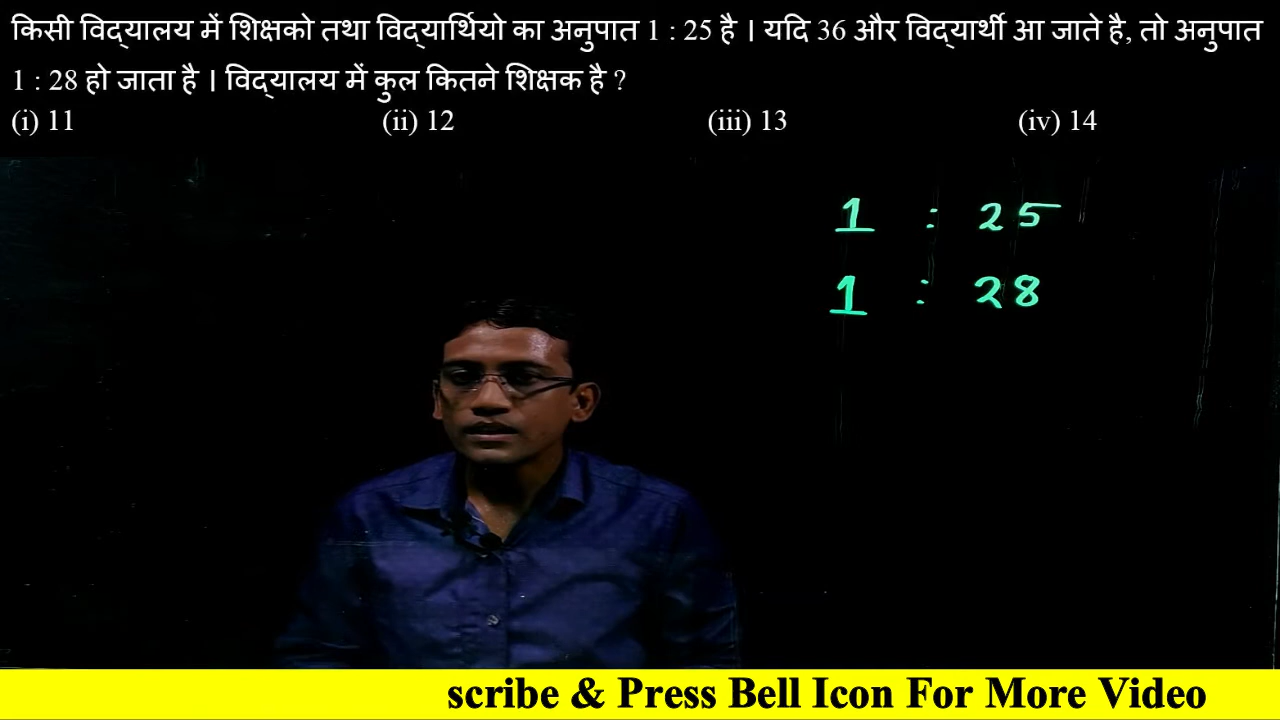 किसी विद्यालय में शिक्षको तथा विद्यार्थियो का अनुपात 1 : 25 है । यदि 36 और विद्यार्थी आ जाते है, तो अनुपात
1 : 28 हो जाता है । विद्यालय में कुल कितने शिक्षक है ?
(i) 11 (ii) 12 (iii) 13 (iv) 14
1 : 25
1 : 28
scribe & Press Bell Icon For More Video